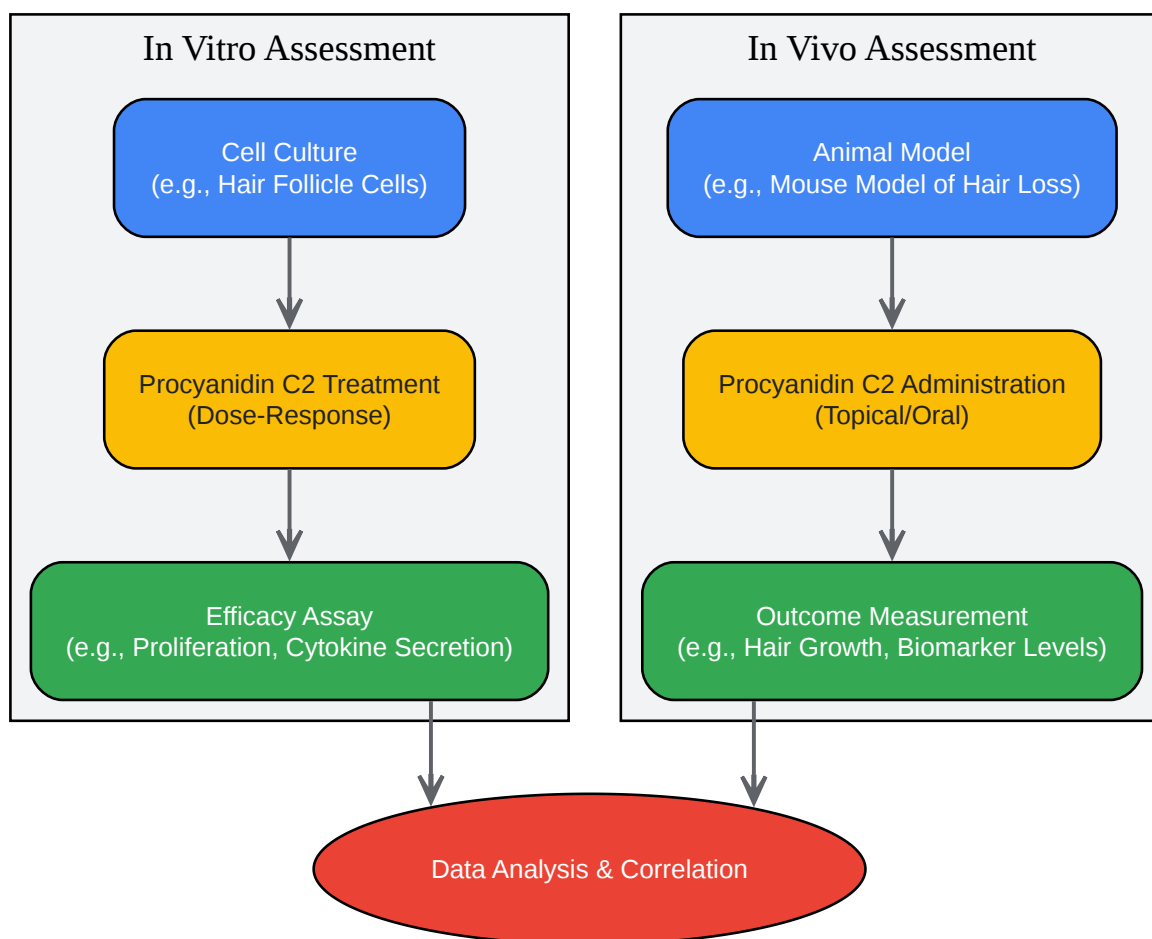 In Vitro Assessment
Cell Culture
(e.g., Hair Follicle Cells)
Procyanidin C2 Treatment
(Dose-Response)
Efficacy Assay
(e.g., Proliferation, Cytokine Secretion)
In Vivo Assessment
Animal Model
(e.g., Mouse Model of Hair Loss)
Procyanidin C2 Administration
(Topical/Oral)
Outcome Measurement
(e.g., Hair Growth, Biomarker Levels)
Data Analysis & Correlation